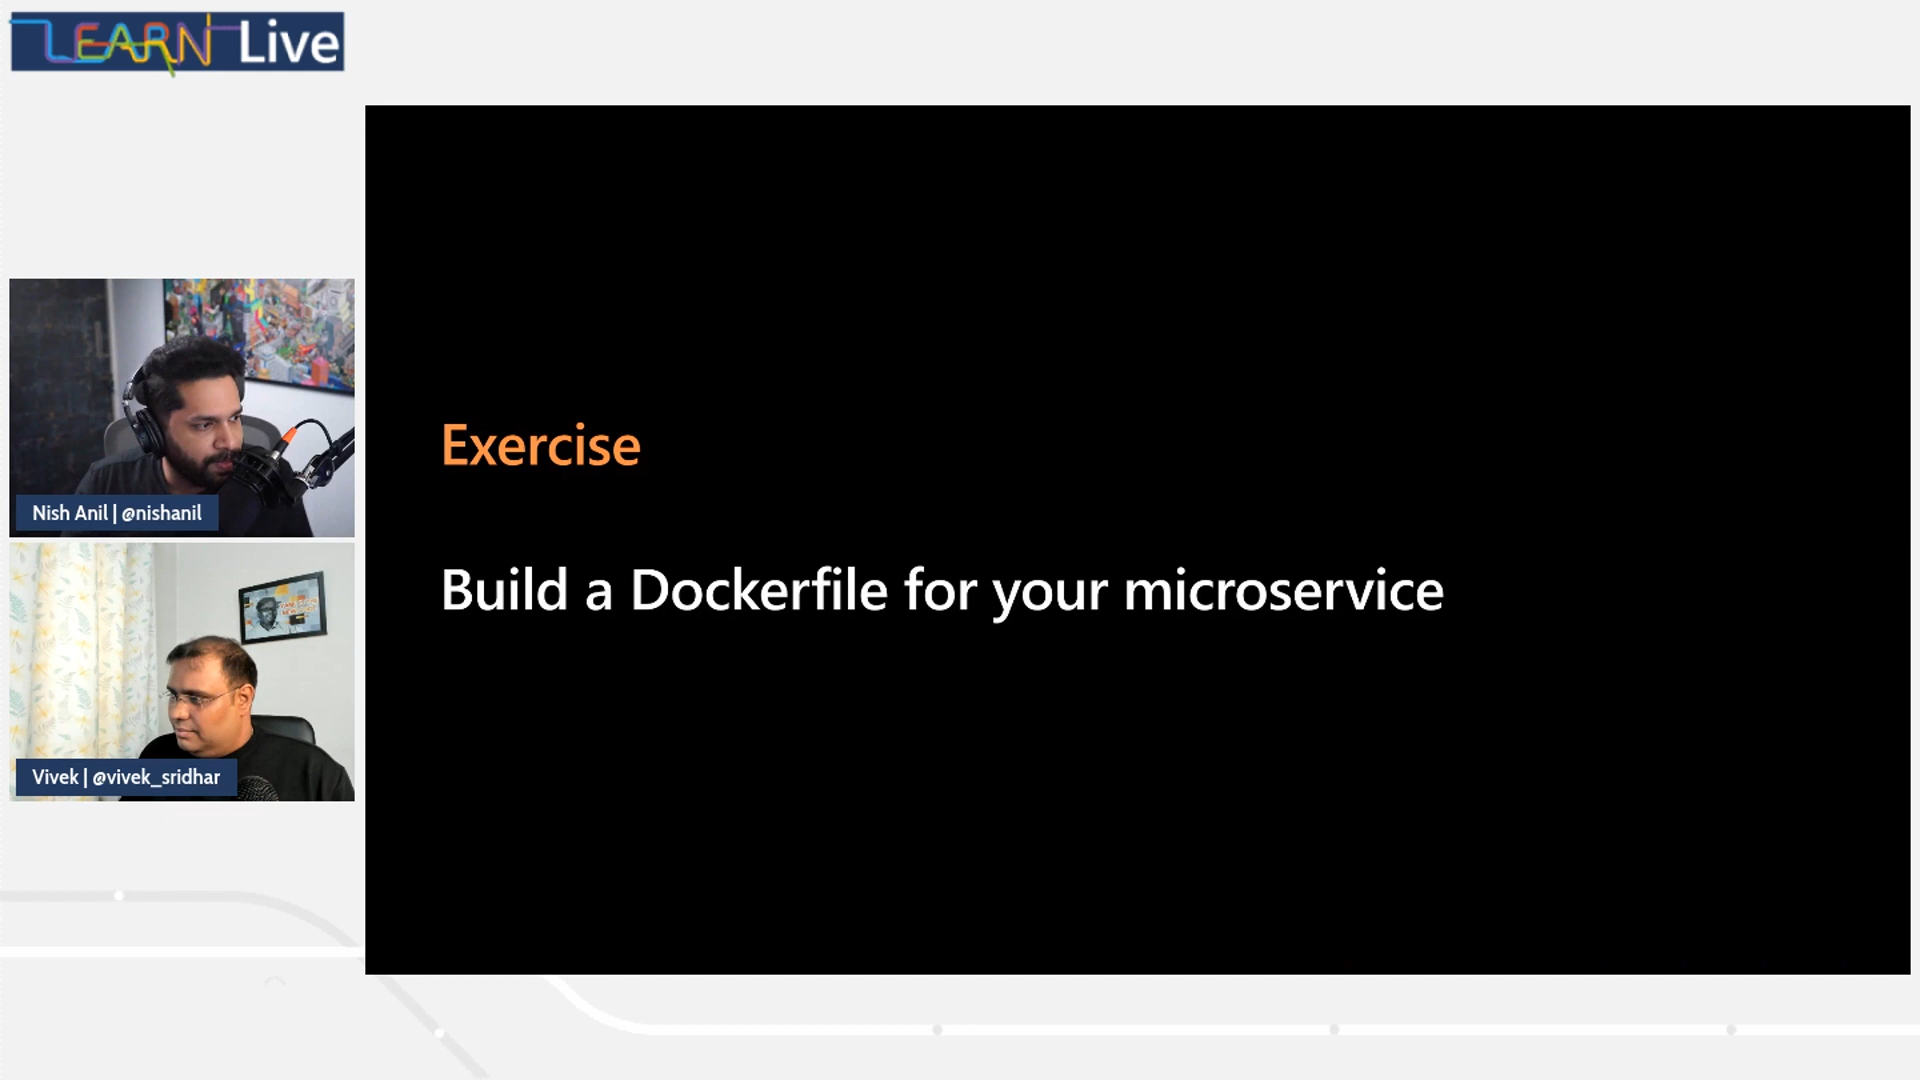 LEARN Live
Exercise
Build a Dockerfile for your microservice
Nish Anil | @nishanil
Vivek | @vivek_sridhar